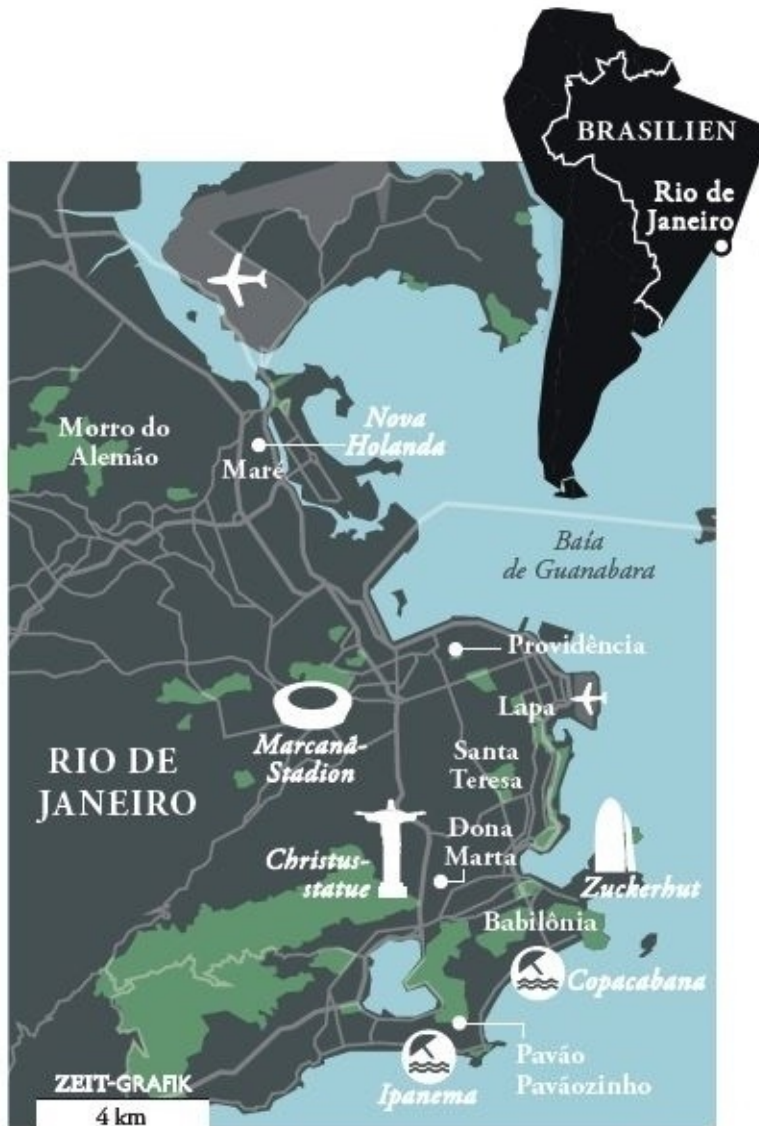 BRASILIEN
Rio de
Janeiro
Morro do
Alemão
Nova
Holanda
Maré
Baía
de Guanabara
Providência
Lapa
Marcanã-
Stadion
RIO DE
JANEIRO
Santa
Teresa
Dona
Marta
Christus-
statue
Zuckerhut
Babilônia
Copacabana
Pavão
Pavãozinho
Ipanema
ZEIT-GRAFIK
4 km